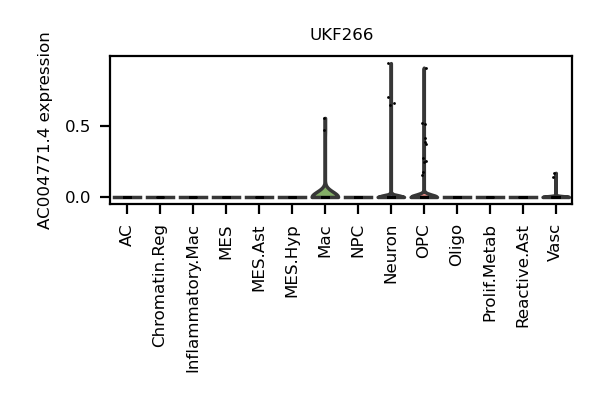 UKF266
AC004771.4 expression
0.5
0.0
AC
Chromatin.Reg
Inflammatory.Mac
MES
MES.Ast
MES.Hyp
Mac
NPC
Neuron
OPC
Oligo
Prolif.Metab
Reactive.Ast
Vasc